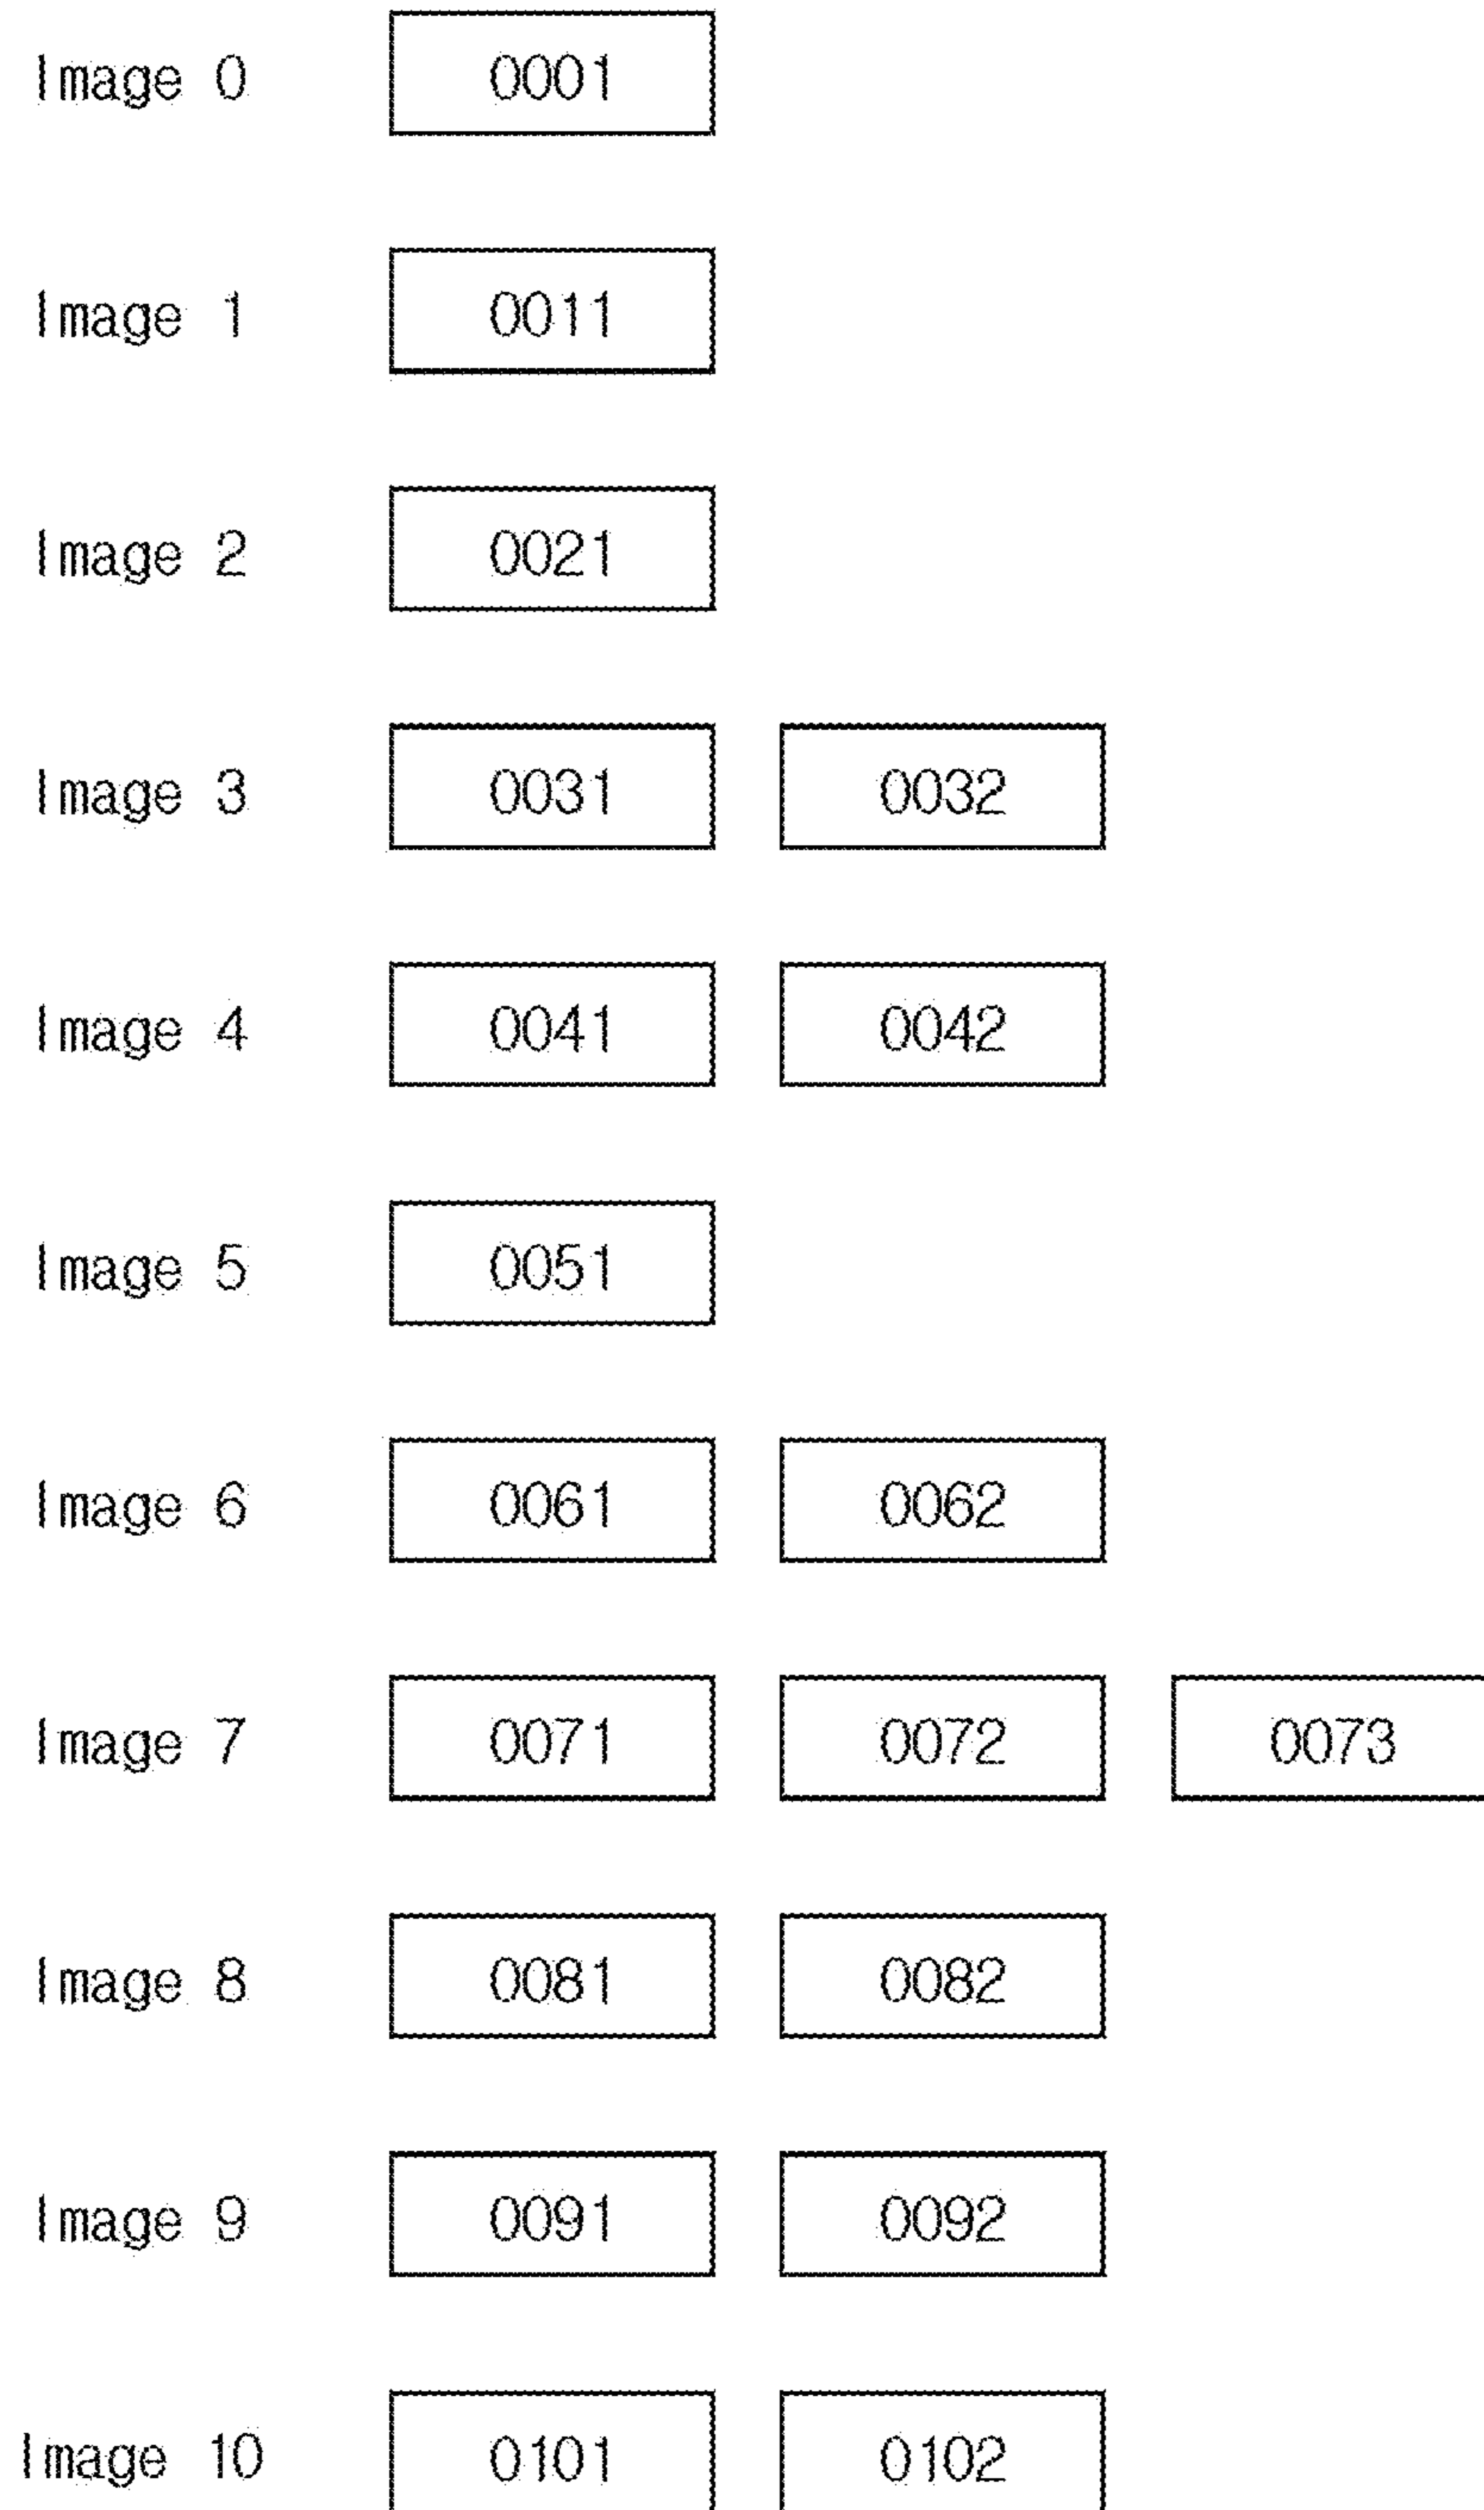 Image 0 0001
Image 1 0011
Image 2 0021
Image 3 0031 0032
Image 4 0041 0042
Image 5 0051
Image 6 0061 0062
Image 7 0071 0072 0073
Image 8 0081 0082
Image 9 0091 0092
Image 10 0101 0102